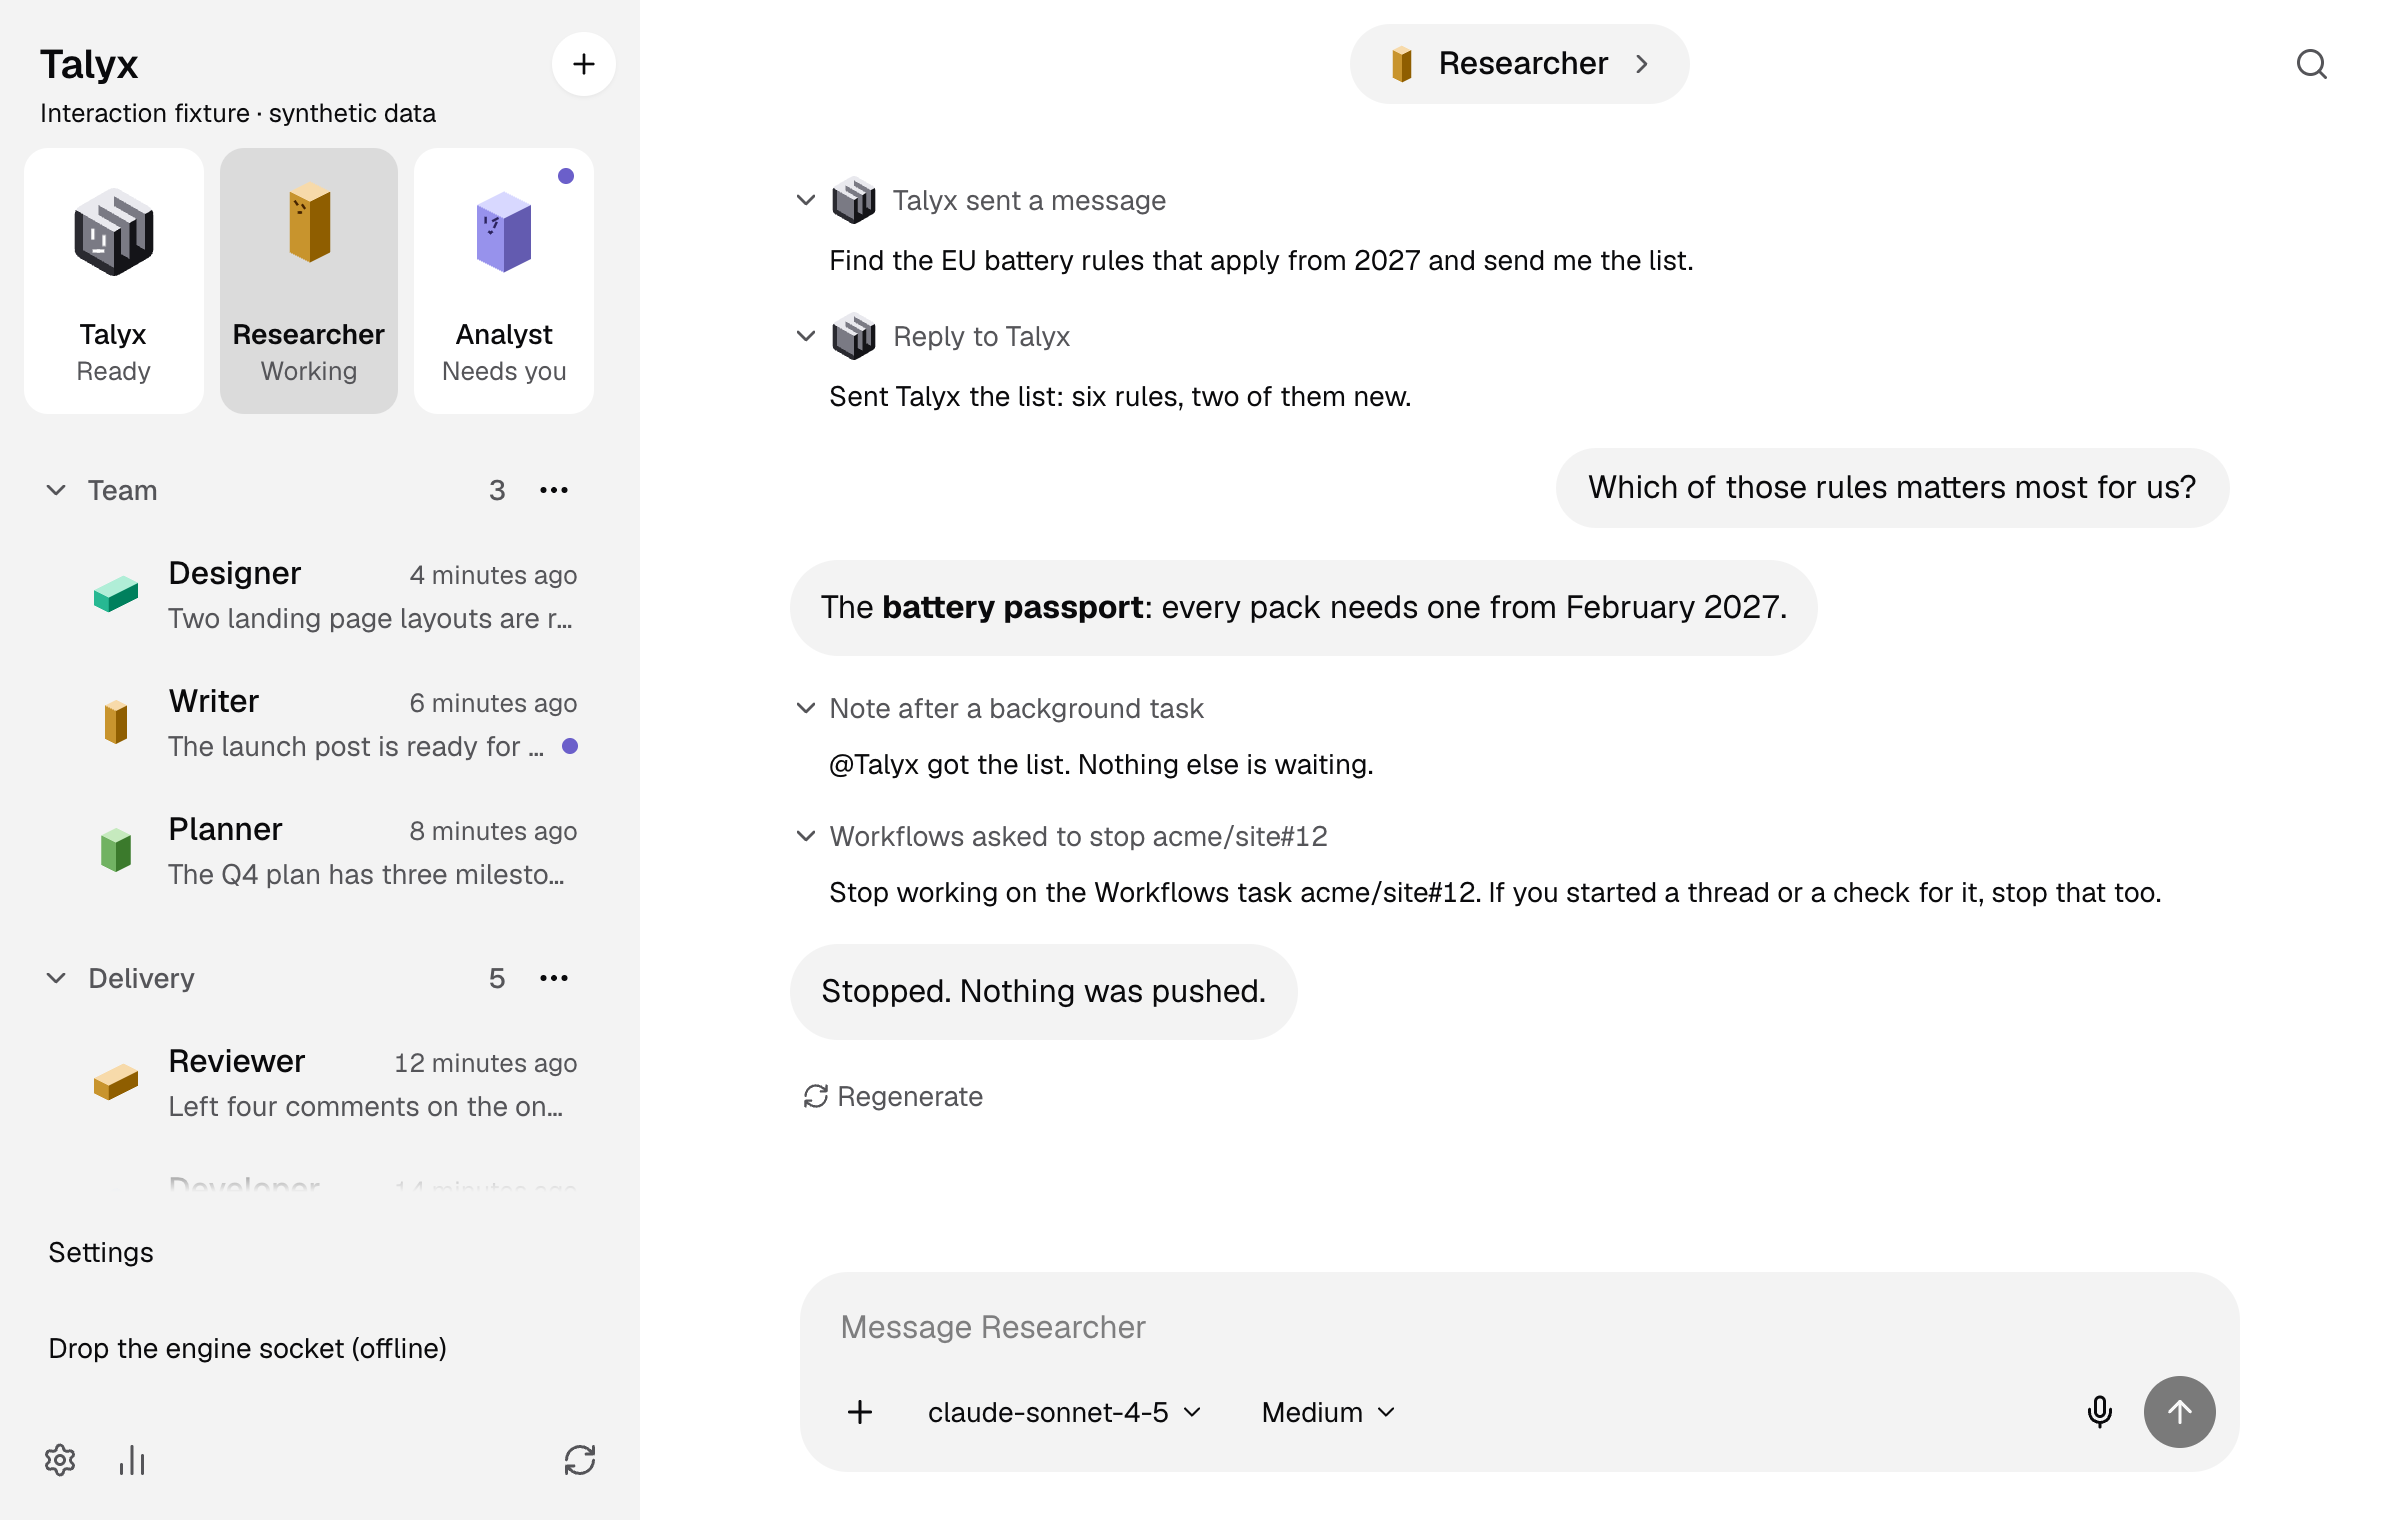 Talyx
Interaction fixture · synthetic data
Talyx
Ready
Researcher
Working
Analyst
Needs you
Team 3
Designer 4 minutes ago
Two landing page layouts are r...
Writer 6 minutes ago
The launch post is ready for ...
Planner 8 minutes ago
The Q4 plan has three milesto...
Delivery 5
Reviewer 12 minutes ago
Left four comments on the on...
Developer 14 minutes ago
Settings
Drop the engine socket (offline)
Researcher
Talyx sent a message
Find the EU battery rules that apply from 2027 and send me the list.
Reply to Talyx
Sent Talyx the list: six rules, two of them new.
Which of those rules matters most for us?
The battery passport: every pack needs one from February 2027.
Note after a background task
@Talyx got the list. Nothing else is waiting.
Workflows asked to stop acme/site#12
Stop working on the Workflows task acme/site#12. If you started a thread or a check for it, stop that too.
Stopped. Nothing was pushed.
Regenerate
Message Researcher
claude-sonnet-4-5 Medium